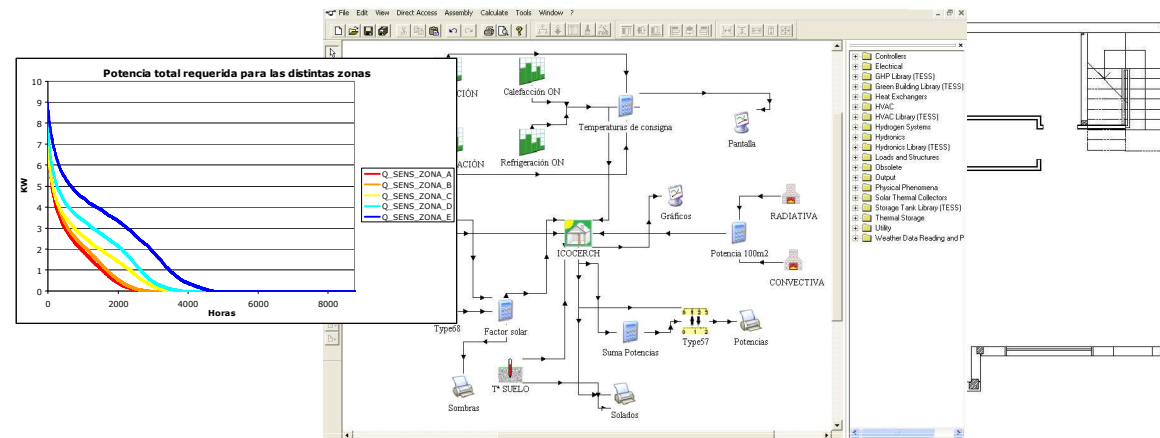 File Edit View Direct Access Assembly Calculate Tools Window ?
Potencia total requerida para las distintas zonas
10
9
8
7
6
5
4
3
2
1
0
KW
0 2000 4000 6000 8000
Horas
Q_SENS_ZONA_A
Q_SENS_ZONA_B
Q_SENS_ZONA_C
Q_SENS_ZONA_D
Q_SENS_ZONA_E
Calefacción ON
Temperaturas de consigna
Pantalla
Refrigeración ON
Gráficos
RADIATIVA
ICOCERCH
Potencia 100m2
CONVECTIVA
Type68
Factor solar
Suma Potencias
Type57
Potencias
Sombras
Tª SUELO
Solados
Controllers
Electrical
GHP Library (TESS)
Green Building Library (TESS)
Heat Exchangers
HVAC
HVAC Library (TESS)
Hydrogen Systems
Hydronics
Hydronics Library (TESS)
Loads and Structures
Obsolete
Output
Physical Phenomena
Solar Thermal Collectors
Storage Tank Library (TESS)
Thermal Storage
Utility
Weather Data Reading and P